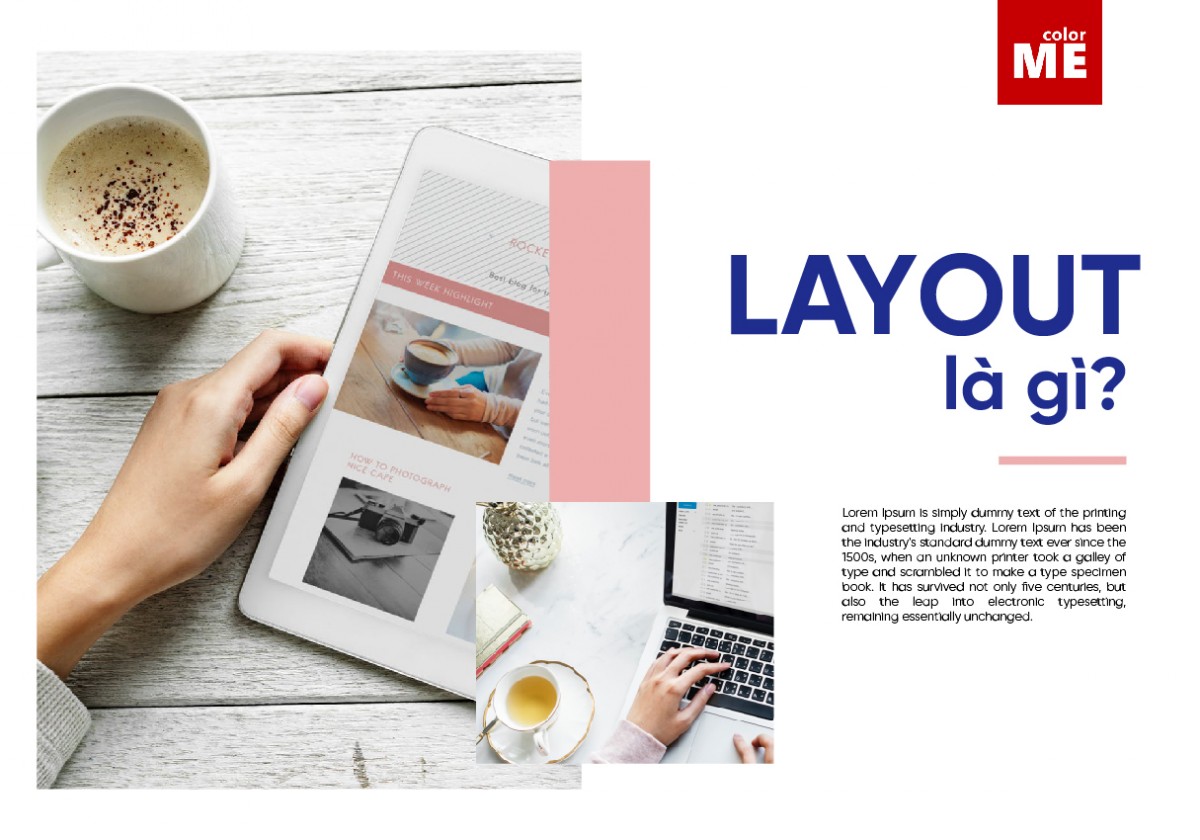 color
ME
LAYOUT
là gì?
Lorem Ipsum is simply dummy text of the printing
and typesetting industry. Lorem Ipsum has been
the industry's standard dummy text ever since the
1500s, when an unknown printer took a galley of
type and scrambled it to make a type specimen
book. It has survived not only five centuries, but
also the leap into electronic typesetting,
remaining essentially unchanged.
THIS WEEK HIGHLIGHT
HOW TO PHOTOGRAPH
NICE CAFE